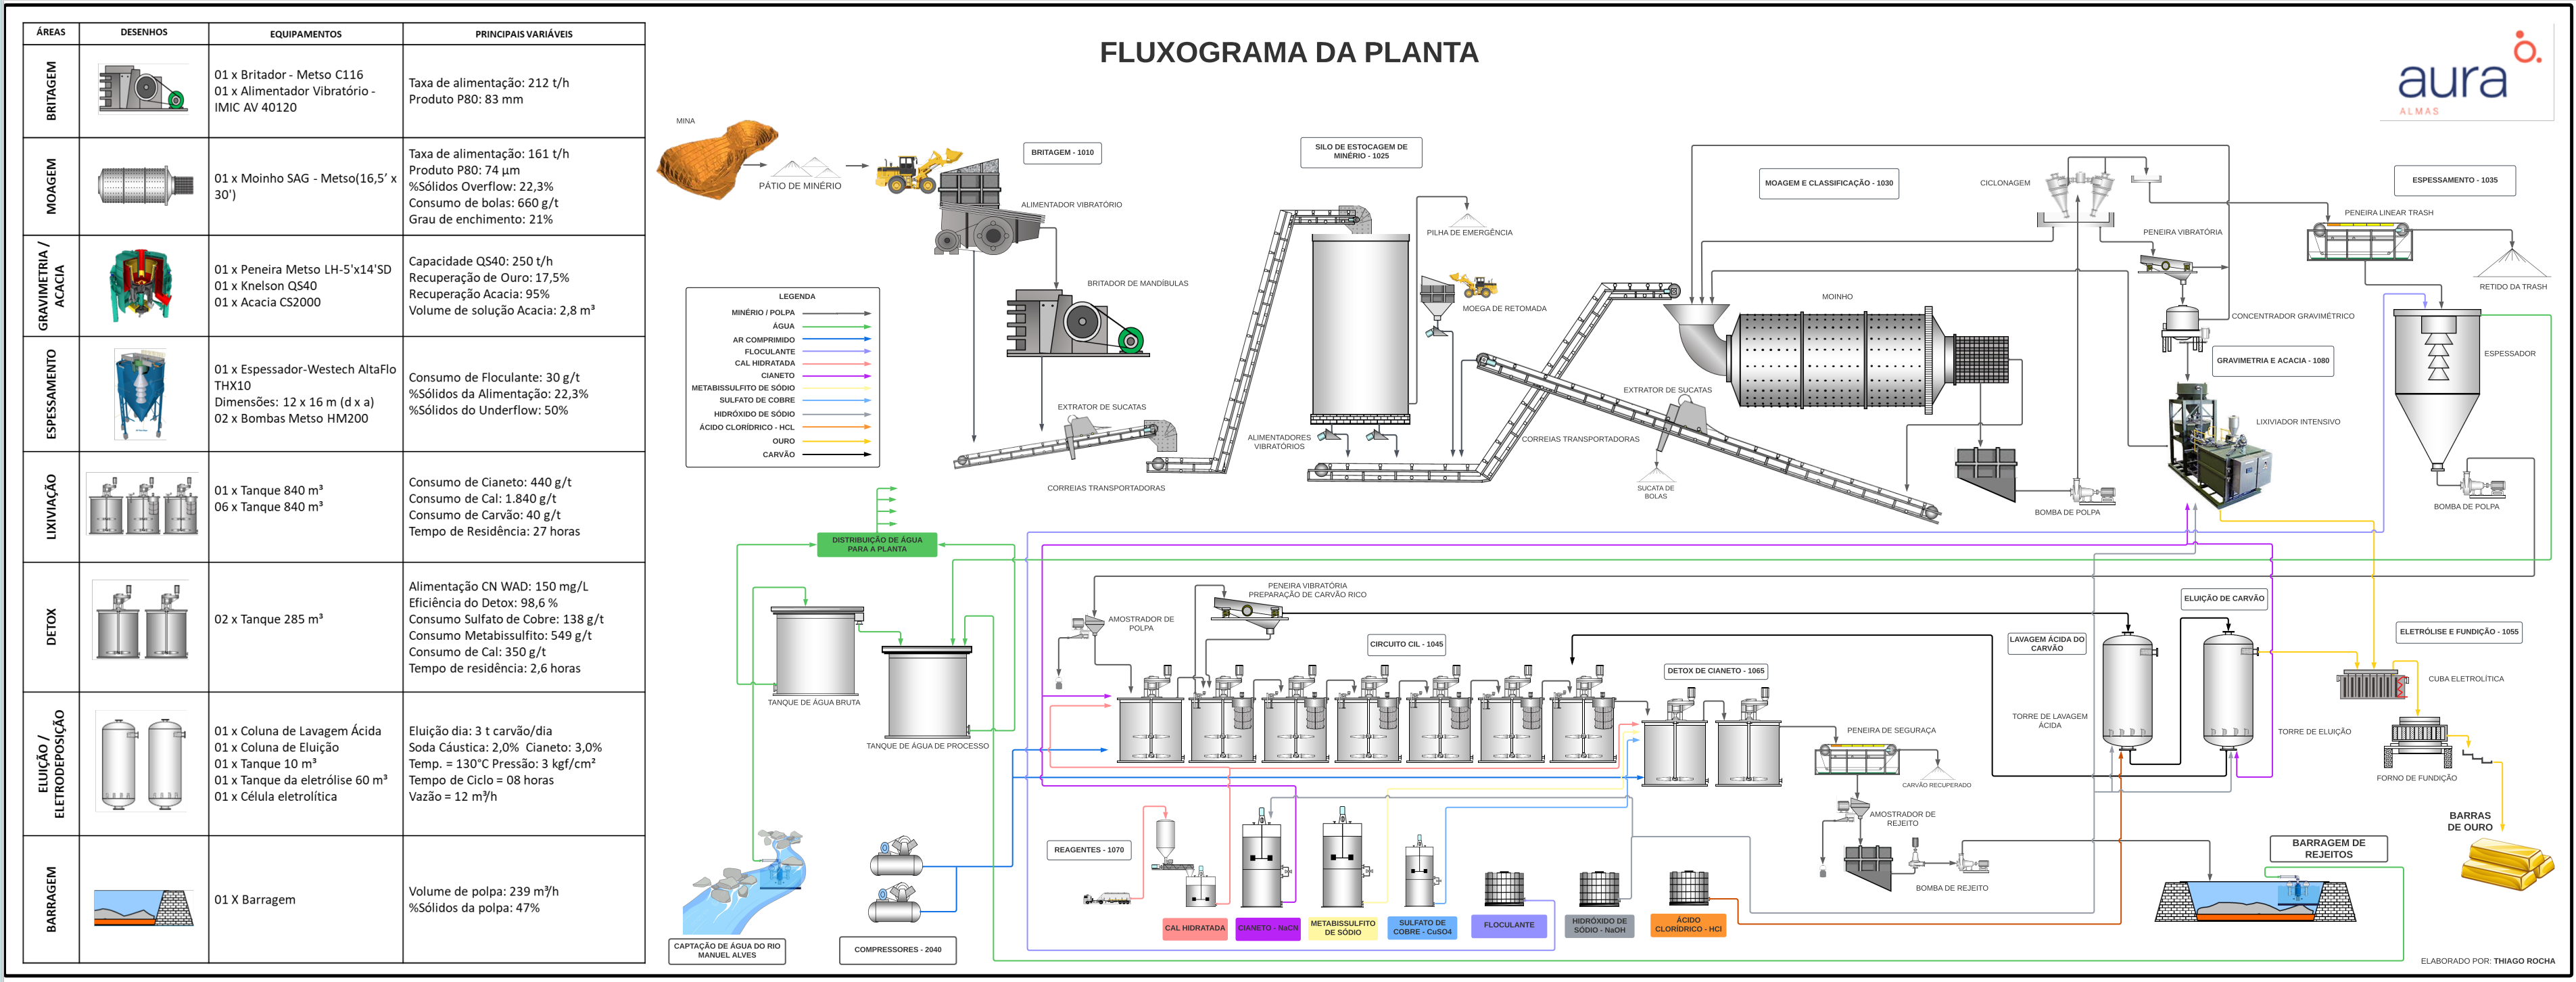 ÁREAS
DESENHOS
EQUIPAMENTOS
PRINCIPAIS VARIÁVEIS
BRITAGEM
01 x Britador - Metso C116
01 x Alimentador Vibratório -
IMIC AV 40120
Taxa de alimentação: 212 t/h
Produto P80: 83 mm
MOAGEM
01 x Moinho SAG - Metso(16,5’ x
30')
Taxa de alimentação: 161 t/h
Produto P80: 74 µm
%Sólidos Overflow: 22,3%
Consumo de bolas: 660 g/t
Grau de enchimento: 21%
GRAVIMETRIA /
ACACIA
01 x Peneira Metso LH-5'x14'SD
01 x Knelson QS40
01 x Acacia CS2000
Capacidade QS40: 250 t/h
Recuperação de Ouro: 17,5%
Recuperação Acacia: 95%
Volume de solução Acacia: 2,8 m³
ESPESSAMENTO
01 x Espessador-Westech AltaFlo
THX10
Dimensões: 12 x 16 m (d x a)
02 x Bombas Metso HM200
Consumo de Floculante: 30 g/t
%Sólidos da Alimentação: 22,3%
%Sólidos do Underflow: 50%
LIXIVIAÇÃO
01 x Tanque 840 m³
06 x Tanque 840 m³
Consumo de Cianeto: 440 g/t
Consumo de Cal: 1.840 g/t
Consumo de Carvão: 40 g/t
Tempo de Residência: 27 horas
DETOX
02 x Tanque 285 m³
Alimentação CN WAD: 150 mg/L
Eficiência do Detox: 98,6 %
Consumo Sulfato de Cobre: 138 g/t
Consumo Metabissulfito: 549 g/t
Consumo de Cal: 350 g/t
Tempo de residência: 2,6 horas
ELUIÇÃO /
ELETRODEPOSIÇÃO
01 x Coluna de Lavagem Ácida
01 x Coluna de Eluição
01 x Tanque 10 m³
01 x Tanque da eletrólise 60 m³
01 x Célula eletrolítica
Eluição dia: 3 t carvão/dia
Soda Cáustica: 2,0%  Cianeto: 3,0%
Temp. = 130°C Pressão: 3 kgf/cm²
Tempo de Ciclo = 08 horas
Vazão = 12 m³/h
BARRAGEM
01 X Barragem
Volume de polpa: 239 m³/h
%Sólidos da polpa: 47%
FLUXOGRAMA DA PLANTA
aura
ALMAS
MINA
PÁTIO DE MINÉRIO
BRITAGEM - 1010
ALIMENTADOR VIBRATÓRIO
BRITADOR DE MANDÍBULAS
EXTRATOR DE SUCATAS
CORREIAS TRANSPORTADORAS
SILO DE ESTOCAGEM DE
MINÉRIO - 1025
PILHA DE EMERGÊNCIA
MOEGA DE RETOMADA
ALIMENTADORES
VIBRATÓRIOS
CORREIAS TRANSPORTADORAS
EXTRATOR DE SUCATAS
SUCATA DE
BOLAS
MOAGEM E CLASSIFICAÇÃO - 1030
MOINHO
CICLONAGEM
BOMBA DE POLPA
PENEIRA VIBRATÓRIA
CONCENTRADOR GRAVIMÉTRICO
GRAVIMETRIA E ACACIA - 1080
LIXIVIADOR INTENSIVO
ESPESSAMENTO - 1035
PENEIRA LINEAR TRASH
RETIDO DA TRASH
ESPESSADOR
BOMBA DE POLPA
LEGENDA
MINÉRIO / POLPA
ÁGUA
AR COMPRIMIDO
FLOCULANTE
CAL HIDRATADA
CIANETO
METABISSULFITO DE SÓDIO
SULFATO DE COBRE
HIDRÓXIDO DE SÓDIO
ÁCIDO CLORÍDRICO - HCL
OURO
CARVÃO
DISTRIBUIÇÃO DE ÁGUA
PARA A PLANTA
TANQUE DE ÁGUA BRUTA
TANQUE DE ÁGUA DE PROCESSO
CAPTAÇÃO DE ÁGUA DO RIO
MANUEL ALVES
COMPRESSORES - 2040
AMOSTRADOR DE
POLPA
PENEIRA VIBRATÓRIA
PREPARAÇÃO DE CARVÃO RICO
CIRCUITO CIL - 1045
DETOX DE CIANETO - 1065
PENEIRA DE SEGURAÇA
CARVÃO RECUPERADO
AMOSTRADOR DE
REJEITO
BOMBA DE REJEITO
REAGENTES - 1070
CAL HIDRATADA
CIANETO - NaCN
METABISSULFITO
DE SÓDIO
SULFATO DE
COBRE - CuSO4
FLOCULANTE
HIDRÓXIDO DE
SÓDIO - NaOH
ÁCIDO
CLORÍDRICO - HCl
LAVAGEM ÁCIDA DO
CARVÃO
TORRE DE LAVAGEM
ÁCIDA
ELUIÇÃO DE CARVÃO
TORRE DE ELUIÇÃO
ELETRÓLISE E FUNDIÇÃO - 1055
CUBA ELETROLÍTICA
FORNO DE FUNDIÇÃO
BARRAS
DE OURO
BARRAGEM DE
REJEITOS
ELABORADO POR: THIAGO ROCHA